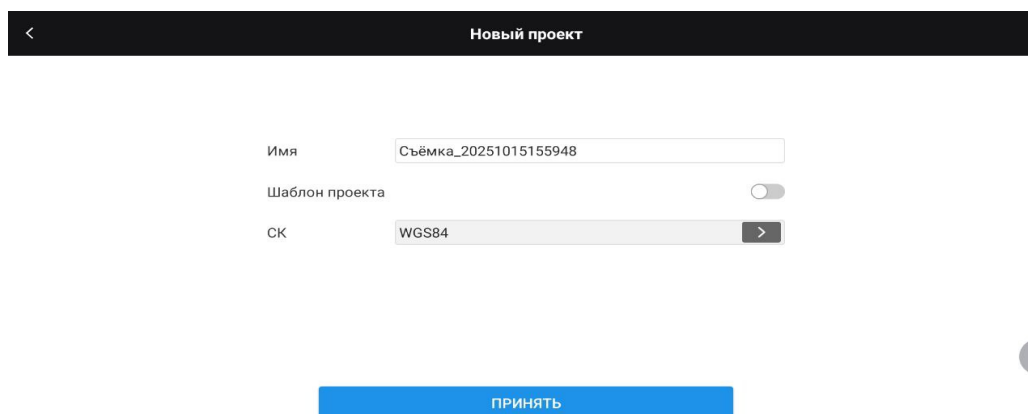 Новый проект
Имя Съёмка_20251015155948
Шаблон проекта
СК WGS84
ПРИНЯТЬ